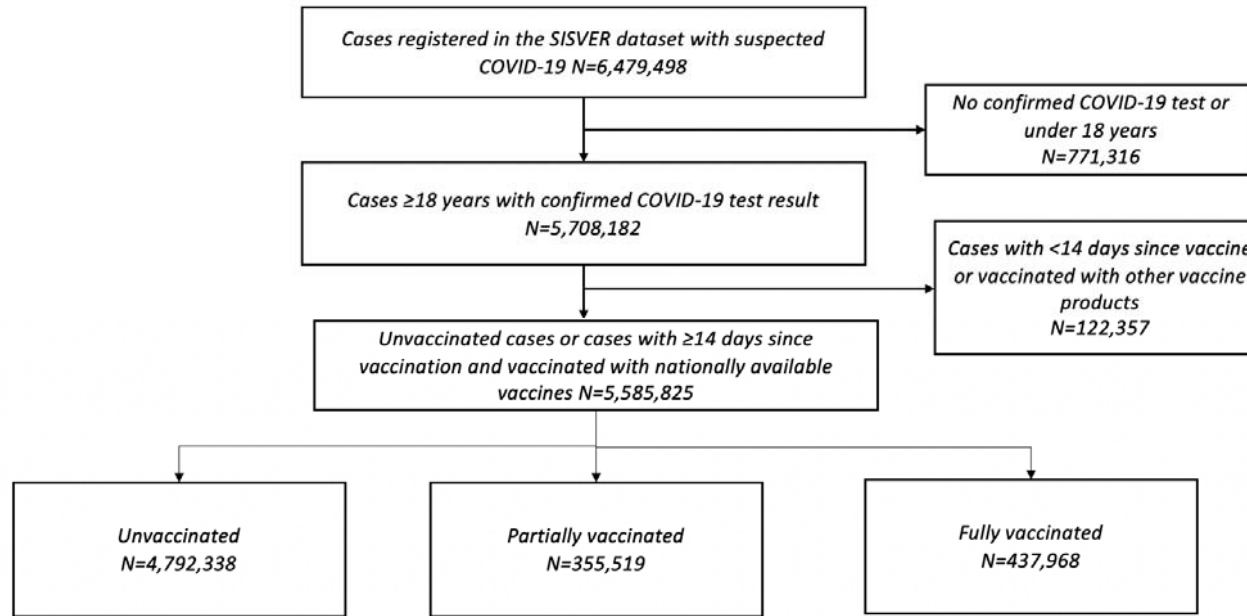 Cases registered in the SISVER dataset with suspected
COVID-19 N=6,479,498
No confirmed COVID-19 test or
under 18 years
N=771,316
Cases ≥18 years with confirmed COVID-19 test result
N=5,708,182
Cases with <14 days since vaccine
or vaccinated with other vaccine
products
N=122,357
Unvaccinated cases or cases with ≥14 days since
vaccination and vaccinated with nationally available
vaccines N=5,585,825
Unvaccinated
N=4,792,338
Partially vaccinated
N=355,519
Fully vaccinated
N=437,968